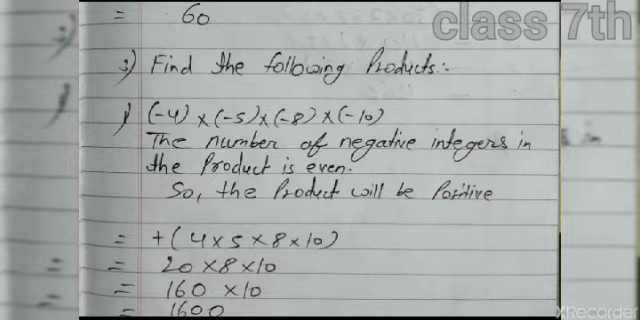 = 60
class 7th
3) Find the following Products:-
1) (-4) × (-5) × (-8) × (-10)
The number of negative integers in
the Product is even.
So, the Product will be Positive
= +(4×5×8×10)
= 20×8×10
= 160 ×10
= 1600
XRecorder